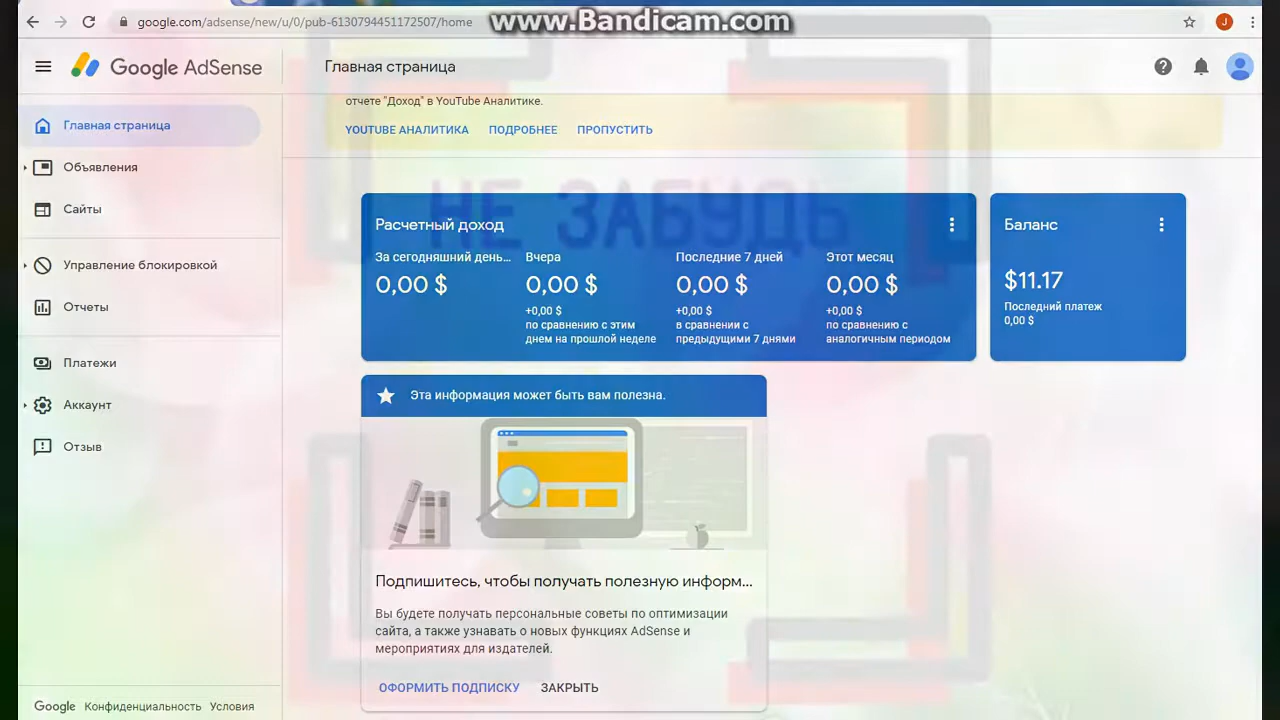 google.com/adsense/new/u/0/pub-6130794451172507/home
www.Bandicam.com
J
Google AdSense
Главная страница
отчете "Доход" в YouTube Аналитике.
YOUTUBE АНАЛИТИКА ПОДРОБНЕЕ ПРОПУСТИТЬ
Главная страница
Объявления
Сайты
Управление блокировкой
Отчеты
Платежи
Аккаунт
Отзыв
НЕ ЗАБУДЬ
Расчетный доход
За сегодняшний день...
0,00 $
Вчера
0,00 $
+0,00 $
по сравнению с этим
днем на прошлой неделе
Последние 7 дней
0,00 $
+0,00 $
в сравнении с
предыдущими 7 днями
Этот месяц
0,00 $
+0,00 $
по сравнению с
аналогичным периодом
Баланс
$11.17
Последний платеж
0,00 $
Эта информация может быть вам полезна.
Подпишитесь, чтобы получать полезную информ...
Вы будете получать персональные советы по оптимизации
сайта, а также узнавать о новых функциях AdSense и
мероприятиях для издателей.
ОФОРМИТЬ ПОДПИСКУ ЗАКРЫТЬ
Google Конфиденциальность Условия